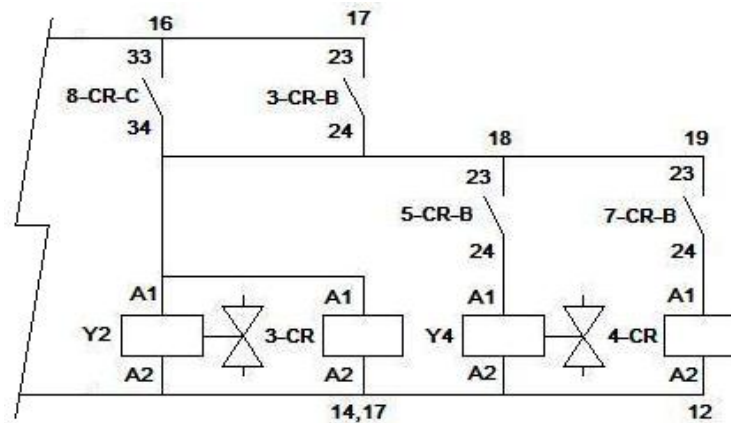 16 17
33 23
8-CR-C 3-CR-B
34 24
18 19
23 23
5-CR-B 7-CR-B
24 24
A1 A1 A1 A1
Y2 3-CR Y4 4-CR
A2 A2 A2 A2
14,17 12